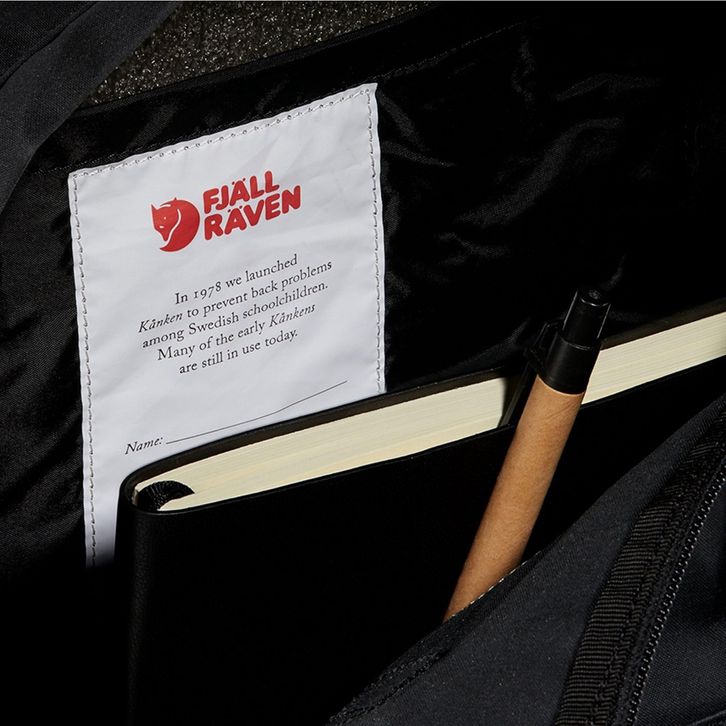 FJÄLL
RÄVEN
In 1978 we launched
Kånken to prevent back problems
among Swedish schoolchildren.
Many of the early Kånkens
are still in use today.
Name: